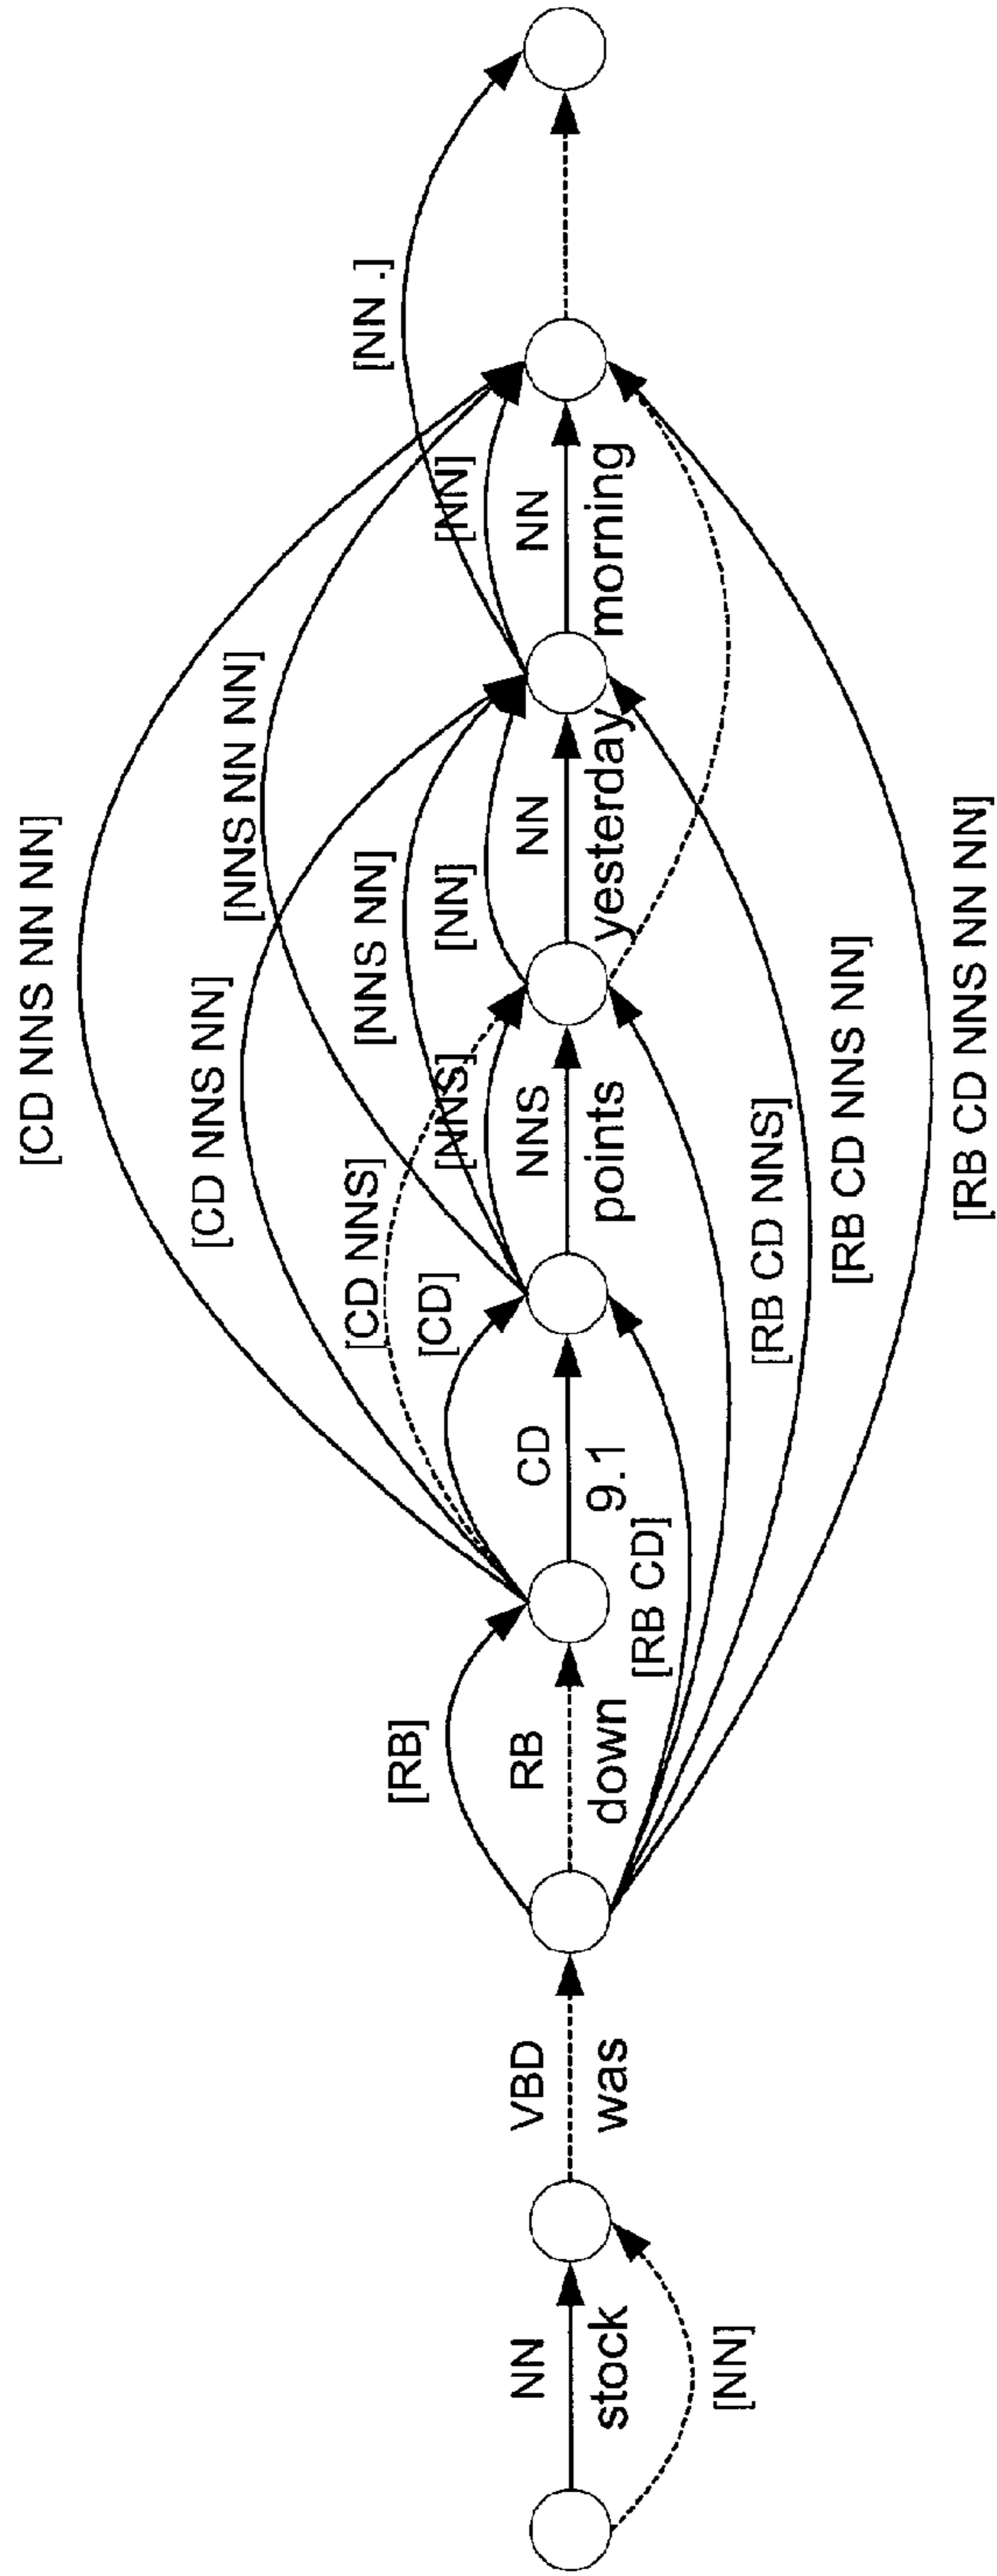 [CD NNS NN NN]
[NNS NN NN]
[CD NNS NN]
[NN .]
[NNS NN]
[CD NNS]
[RB]
[CD]
[NNS]
[NN]
[NN]
NN
VBD
RB
CD
NNS
NN
NN
stock
was
down
9.1
points
yesterday
morning
[NN]
[RB CD]
[RB CD NNS]
[RB CD NNS NN]
[RB CD NNS NN NN]